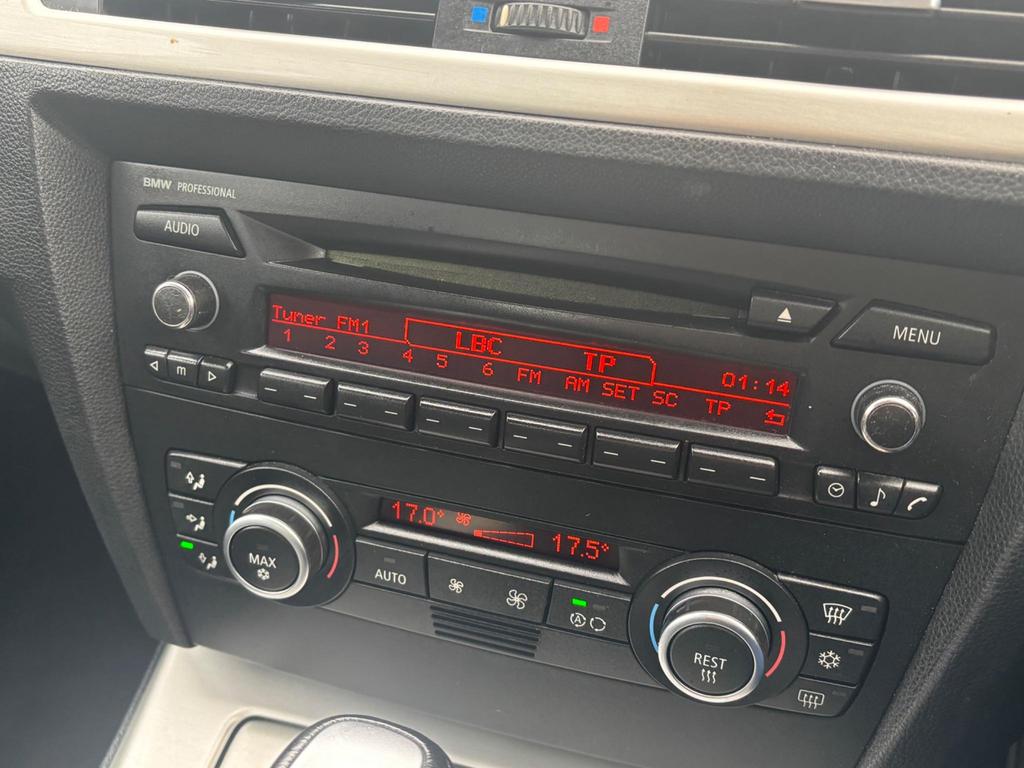 BMW PROFESSIONAL
AUDIO
MENU
Tuner FM1 LBC TP 01:14
1 2 3 4 5 6 FM AM SET SC TP
m
17.0° 17.5°
MAX
AUTO
A
REST